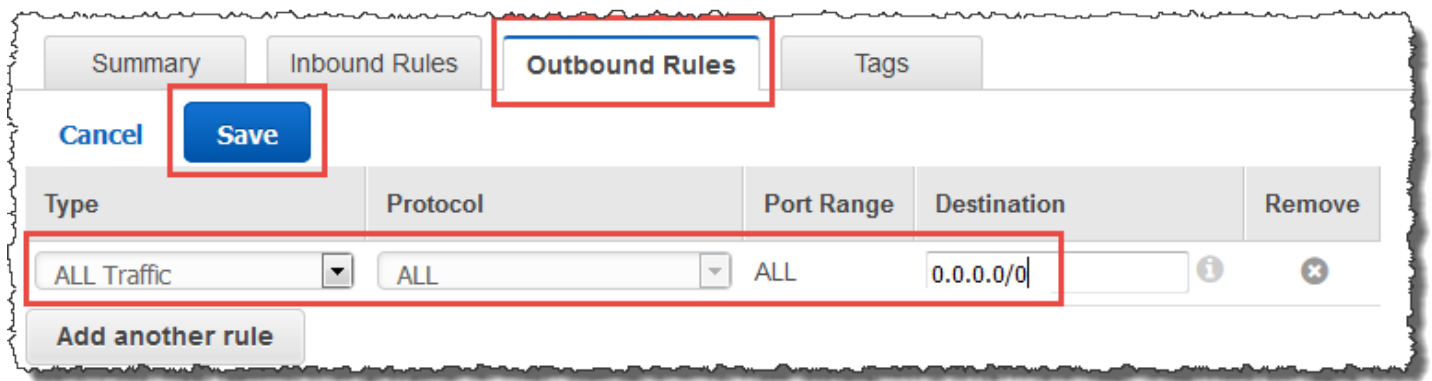 Summary Inbound Rules Outbound Rules Tags
Cancel Save
Type Protocol Port Range Destination Remove
ALL Traffic ALL ALL 0.0.0.0/0
Add another rule